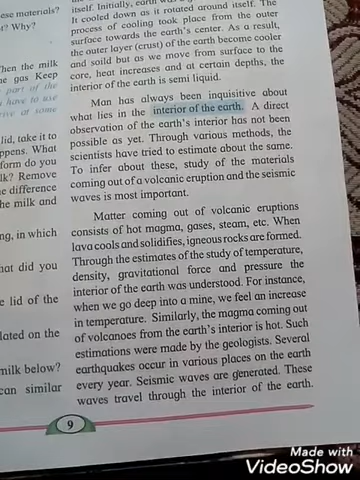 ese materials?
t? Why?
hen the milk
e gas Keep
part of the
have to use
rive at some
lid, take it to
ppens. What
form do you
lk? Remove
e difference
he milk and
ng, in which
hat did you
e lid of the
lated on the
milk below?
can similar
itself. Initially, earth was a
It cooled down as it rotated around itself. The
process of cooling took place from the outer
surface towards the earth's center. As a result,
the outer layer (crust) of the earth become cooler
and soild but as we move from surface to the
core, heat increases and at certain depths, the
interior of the earth is semi liquid.
Man has always been inquisitive about
what lies in the interior of the earth. A direct
observation of the earth's interior has not been
possible as yet. Through various methods, the
scientists have tried to estimate about the same.
To infer about these, study of the materials
coming out of a volcanic eruption and the seismic
waves is most important.
Matter coming out of volcanic eruptions
consists of hot magma, gases, steam, etc. When
lava cools and solidifies, igneous rocks are formed.
Through the estimates of the study of temperature,
density, gravitational force and pressure the
interior of the earth was understood. For instance,
when we go deep into a mine, we feel an increase
in temperature. Similarly, the magma coming out
of volcanoes from the earth's interior is hot. Such
estimations were made by the geologists. Several
earthquakes occur in various places on the earth
every year. Seismic waves are generated. These
waves travel through the interior of the earth.
9
Made with
VideoShow